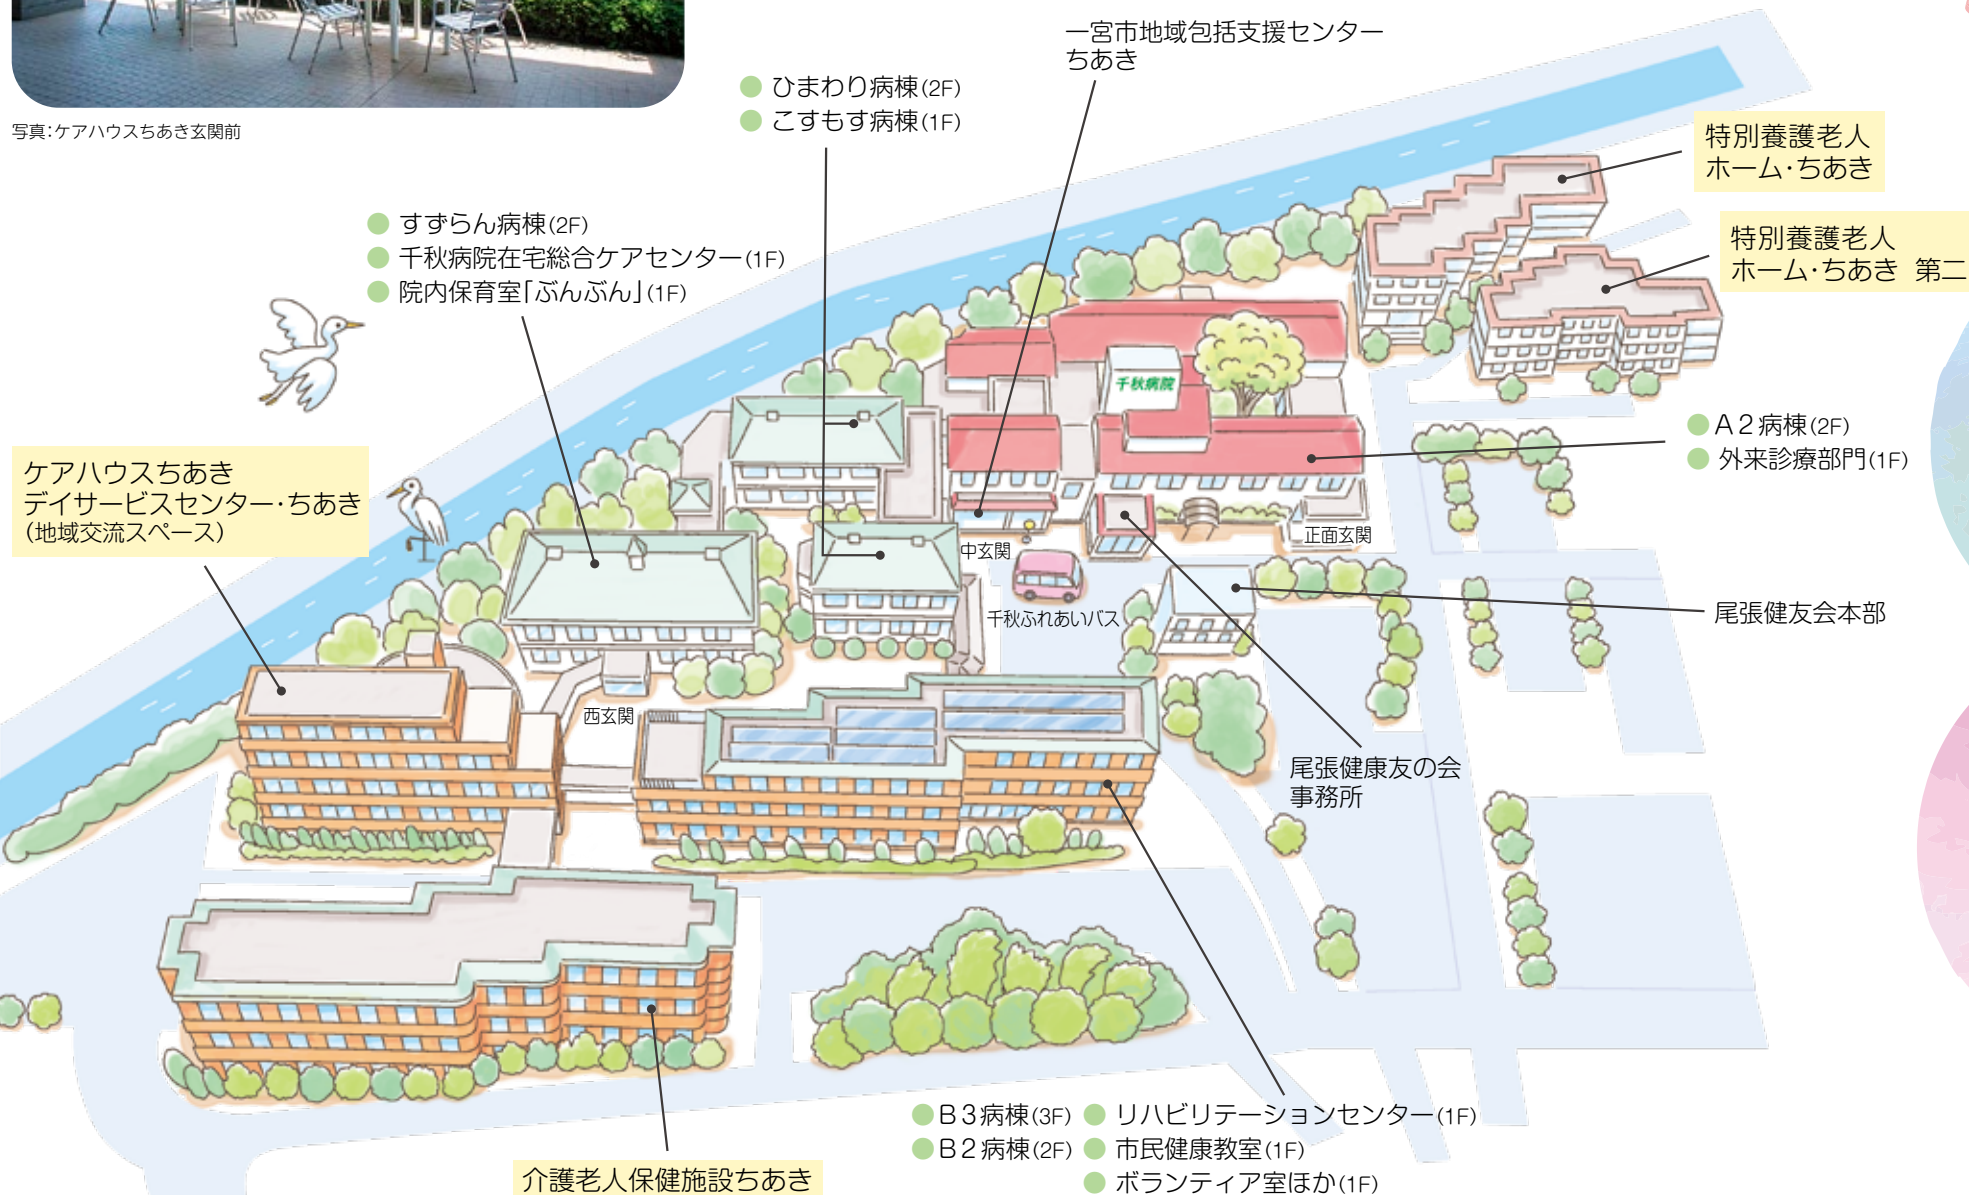 写真:ケアハウスちあき玄関前
一宮市地域包括支援センター
ちあき
ひまわり病棟(2F)
こすもす病棟(1F)
特別養護老人
ホーム・ちあき
すずらん病棟(2F)
千秋病院在宅総合ケアセンター(1F)
院内保育室「ぶんぶん」(1F)
特別養護老人
ホーム・ちあき 第二
千秋病院
A2病棟(2F)
外来診療部門(1F)
ケアハウスちあき
デイサービスセンター・ちあき
(地域交流スペース)
正面玄関
中玄関
千秋ふれあいバス
尾張健友会本部
西玄関
尾張健康友の会
事務所
B3病棟(3F)
B2病棟(2F)
リハビリテーションセンター(1F)
市民健康教室(1F)
ボランティア室ほか(1F)
介護老人保健施設ちあき